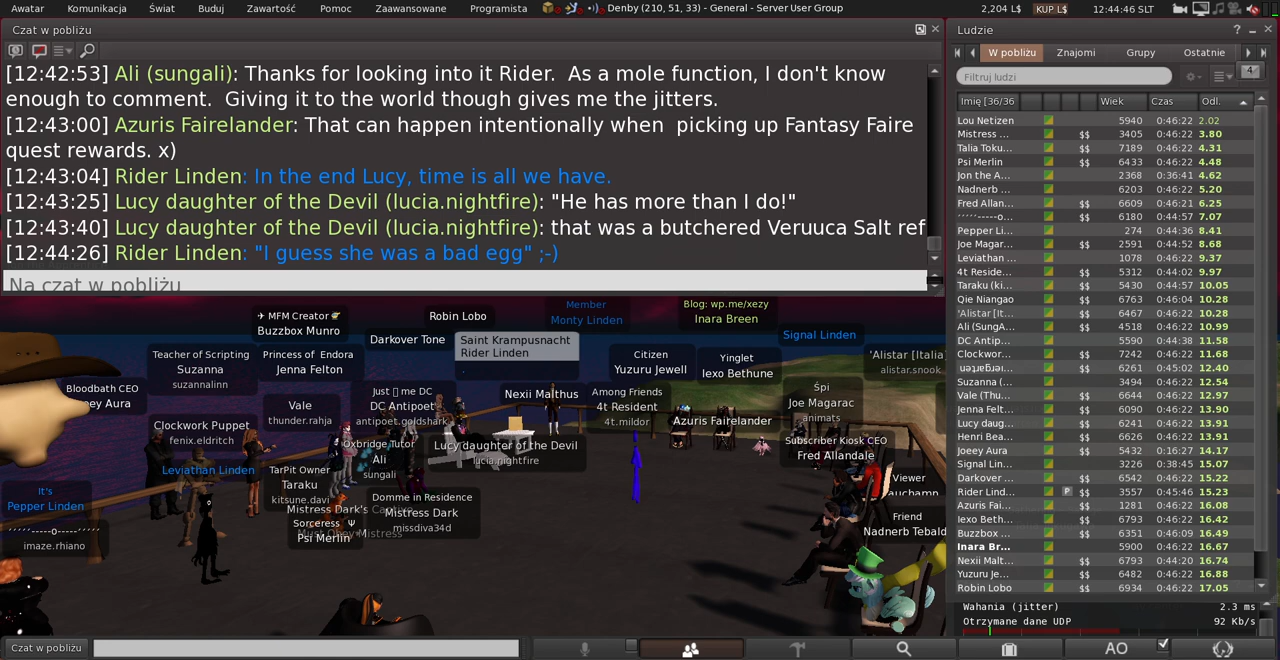 Awatar Komunikacja Świat Buduj Zawartość Pomoc Zaawansowane Programista Denby (210, 51, 33) - General - Server User Group 2,204 L$ KUP L$ 12:44:46 SLT
Czat w pobliżu
[12:42:53] Ali (sungali): Thanks for looking into it Rider. As a mole function, I don't know
enough to comment. Giving it to the world though gives me the jitters.
[12:43:00] Azuris Fairelander: That can happen intentionally when picking up Fantasy Faire
quest rewards. x)
[12:43:04] Rider Linden: In the end Lucy, time is all we have.
[12:43:25] Lucy daughter of the Devil (lucia.nightfire): "He has more than I do!"
[12:43:40] Lucy daughter of the Devil (lucia.nightfire): that was a butchered Veruuca Salt ref
[12:44:26] Rider Linden: "I guess she was a bad egg" ;-)
Na czat w pobliżu
Member
Monty Linden
Blog: wp.me/xezy
Inara Breen
✈ MFM Creator
Buzzbox Munro
Robin Lobo
Darkover Tone
Saint Krampusnacht
Rider Linden
Signal Linden
Teacher of Scripting
Suzanna
suzannalinn
Princess of Endora
Jenna Felton
Citizen
Yuzuru Jewell
Yinglet
Iexo Bethune
'Alistar [Italia]
alistar.snook
Bloodbath CEO
oey Aura
Vale
thunder.rahja
Just me DC
DC Antipoet
antipoet.goldshark
Nexii Malthus
Among Friends
4t Resident
4t.mildor
Azuris Fairelander
Śpi
Joe Magarac
animats
Clockwork Puppet
fenix.eldritch
Oxbridge Tutor
Ali
sungali
Lucy daughter of the Devil
lucia.nightfire
Subscriber Kiosk CEO
Fred Allandale
Leviathan Linden
TarPit Owner
Taraku
kitsune.davi
Viewer
auchamp
It's
Pepper Linden
Domme in Residence
Mistress Dark
missdiva34d
Mistress Dark's
Sorceress Ψ
Psi Merlin
Mistress
Friend
Nadnerb Tebald
′′′′′-----o-----′′′′′
imaze.rhiano
Czat w pobliżu
AO
Ludzie
W pobliżu Znajomi Grupy Ostatnie
Filtruj ludzi 4
Imię [36/36 Wiek Czas Odl.
Lou Netizen 5940 0:46:22 2.02
Mistress ... $$ 3405 0:46:22 3.80
Talia Toku... $$ 7189 0:46:22 4.31
Psi Merlin $$ 6433 0:46:22 4.48
Jon the A... 2368 0:36:41 4.62
Nadnerb ... 6203 0:46:22 5.20
Fred Allan... $$ 6609 0:46:21 6.25
′′′′′-----o... $$ 6180 0:44:57 7.07
Pepper Li... 274 0:44:36 8.41
Joe Magar... $$ 2591 0:44:52 8.68
Leviathan ... 1078 0:46:22 9.37
4t Reside... $$ 5312 0:44:02 9.97
Taraku (ki... $$ 5430 0:44:57 10.05
Qie Niangao $$ 6763 0:46:04 10.28
'Alistar [It... $$ 6467 0:46:22 10.28
Ali (SungA... $$ 4518 0:46:22 10.99
DC Antip... 5590 0:44:38 11.58
Clockwor... $$ 7242 0:46:22 11.68
$$ 6261 0:45:02 12.40
Suzanna (... 3494 0:46:22 12.54
Vale (Thu... $$ 6644 0:46:22 12.97
Jenna Felt... $$ 6090 0:46:22 13.90
Lucy daug... $$ 6241 0:46:22 13.91
Henri Bea... $$ 6626 0:46:22 13.91
Joeey Aura $$ 5432 0:16:27 14.17
Signal Lin... 3226 0:38:45 15.07
Darkover ... $$ 6542 0:46:22 15.22
Rider Lind... P $$ 3557 0:45:46 15.23
Azuris Fai... $$ 1281 0:46:22 16.08
Iexo Beth... $$ 6793 0:46:22 16.42
Buzzbox ... $$ 6351 0:46:09 16.49
Inara Br... 5900 0:46:22 16.67
Nexii Malt... $$ 6793 0:44:20 16.74
Yuzuru Je... $$ 6482 0:46:22 16.88
Robin Lobo $$ 6934 0:46:22 17.05
Wahania (jitter) 2.3 ms
Otrzymane dane UDP 92 Kb/s